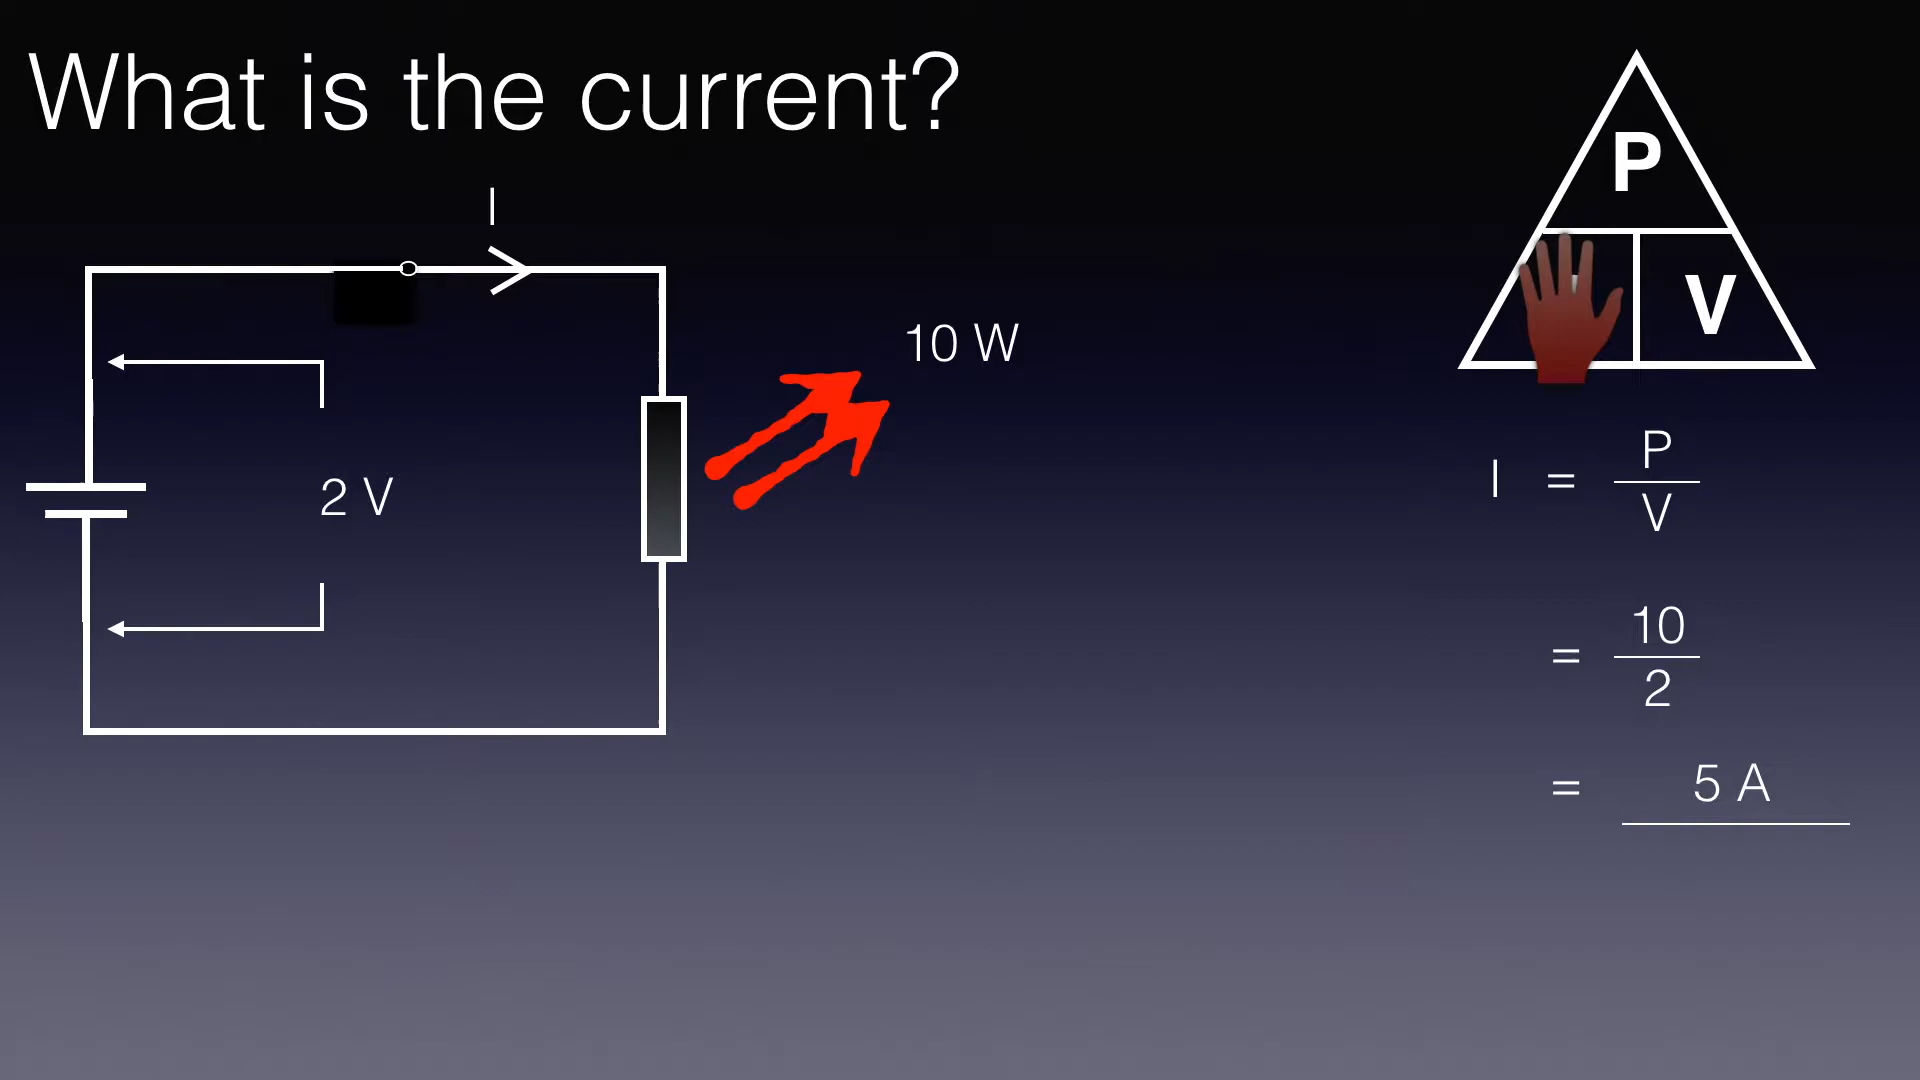 What is the current?
I
10 W
2 V
P
V
I = P
V
= 10
2
= 5 A